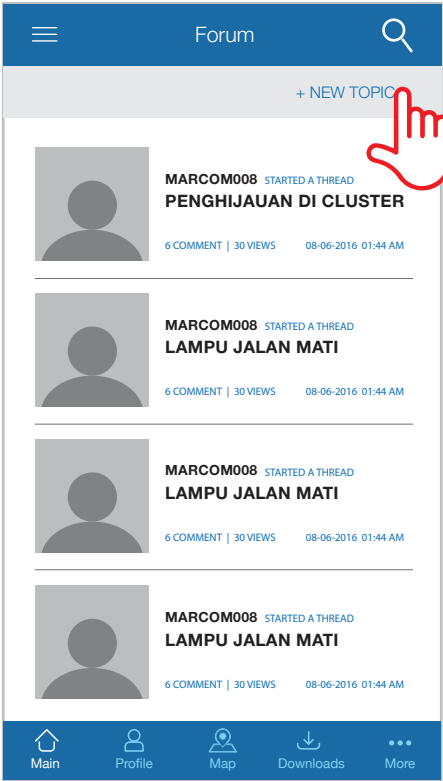 Forum
+ NEW TOPIC
MARCOM008 STARTED A THREAD
PENGHIJAUAN DI CLUSTER
6 COMMENT | 30 VIEWS 08-06-2016 01:44 AM
MARCOM008 STARTED A THREAD
LAMPU JALAN MATI
6 COMMENT | 30 VIEWS 08-06-2016 01:44 AM
MARCOM008 STARTED A THREAD
LAMPU JALAN MATI
6 COMMENT | 30 VIEWS 08-06-2016 01:44 AM
MARCOM008 STARTED A THREAD
LAMPU JALAN MATI
6 COMMENT | 30 VIEWS 08-06-2016 01:44 AM
Main Profile Map Downloads More